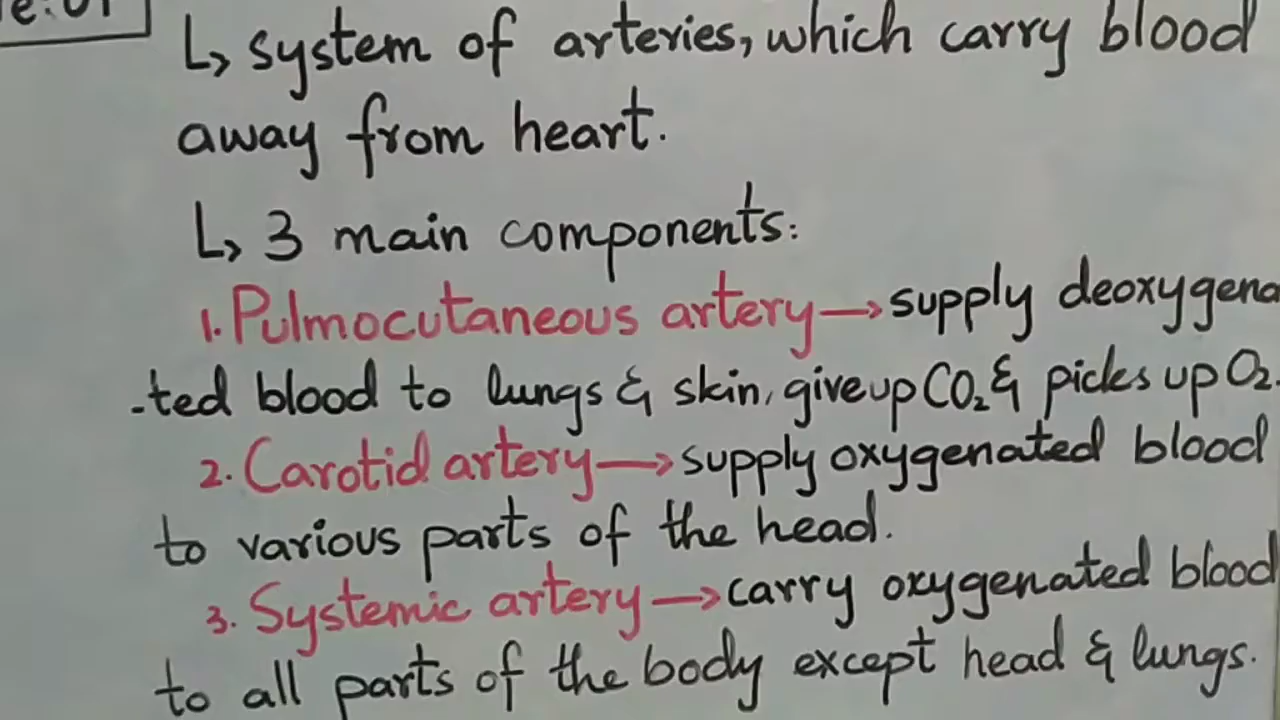 e: 01
↳ system of arteries, which carry blood
away from heart.
↳ 3 main components:
1. Pulmocutaneous artery → supply deoxygena
-ted blood to lungs & skin, give up CO₂ & picks up O₂.
2. Carotid artery → supply oxygenated blood
to various parts of the head.
3. Systemic artery → carry oxygenated blood
to all parts of the body except head & lungs.